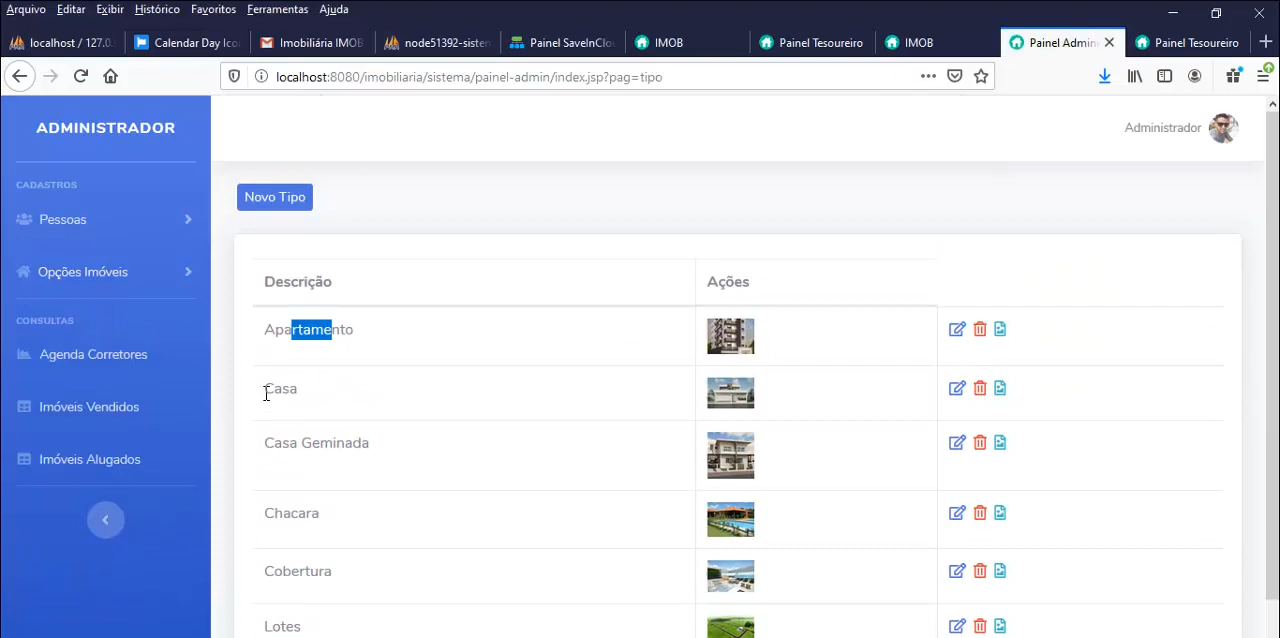 Arquivo Editar Exibir Histórico Favoritos Ferramentas Ajuda
localhost / 127.0. Calendar Day Ico Imobiliária IMOB node51392-sisten Painel SaveInClou IMOB Painel Tesoureiro IMOB Painel Admin Painel Tesoureiro
localhost:8080/imobiliaria/sistema/painel-admin/index.jsp?pag=tipo
ADMINISTRADOR
Administrador
CADASTROS
Novo Tipo
Pessoas
Opções Imóveis
Descrição Ações
CONSULTAS
Apartamento
Agenda Corretores
Casa
Imóveis Vendidos
Casa Geminada
Imóveis Alugados
Chacara
Cobertura
Lotes